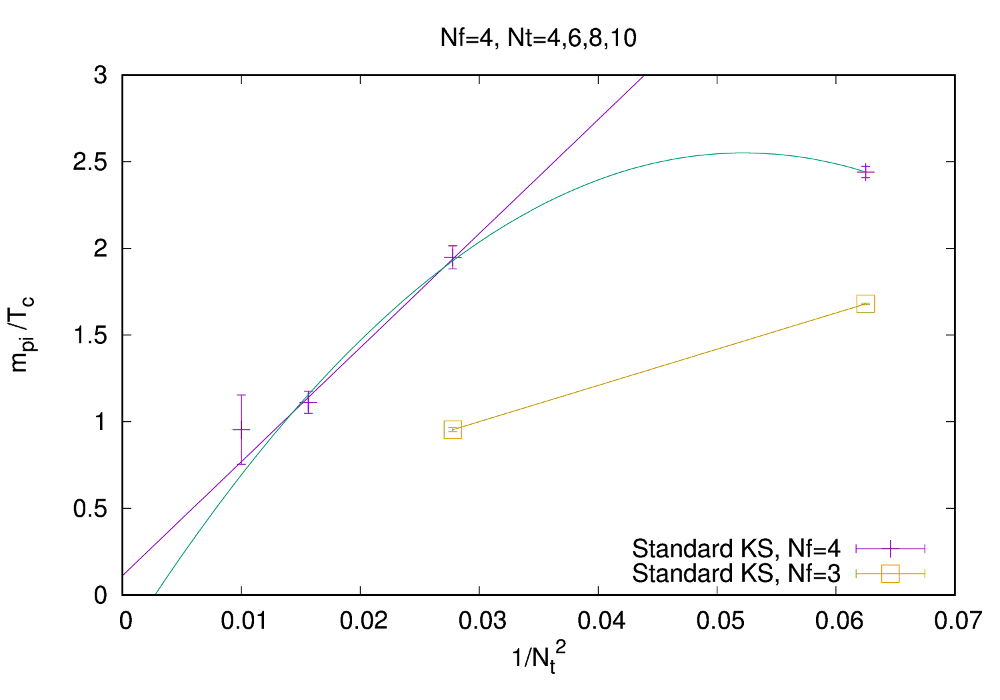 Nf=4, Nt=4,6,8,10
3
2.5
2
1.5
1
0.5
0
m_pi /T_c
Standard KS, Nf=4
Standard KS, Nf=3
0 0.01 0.02 0.03 0.04 0.05 0.06 0.07
1/N_t^2